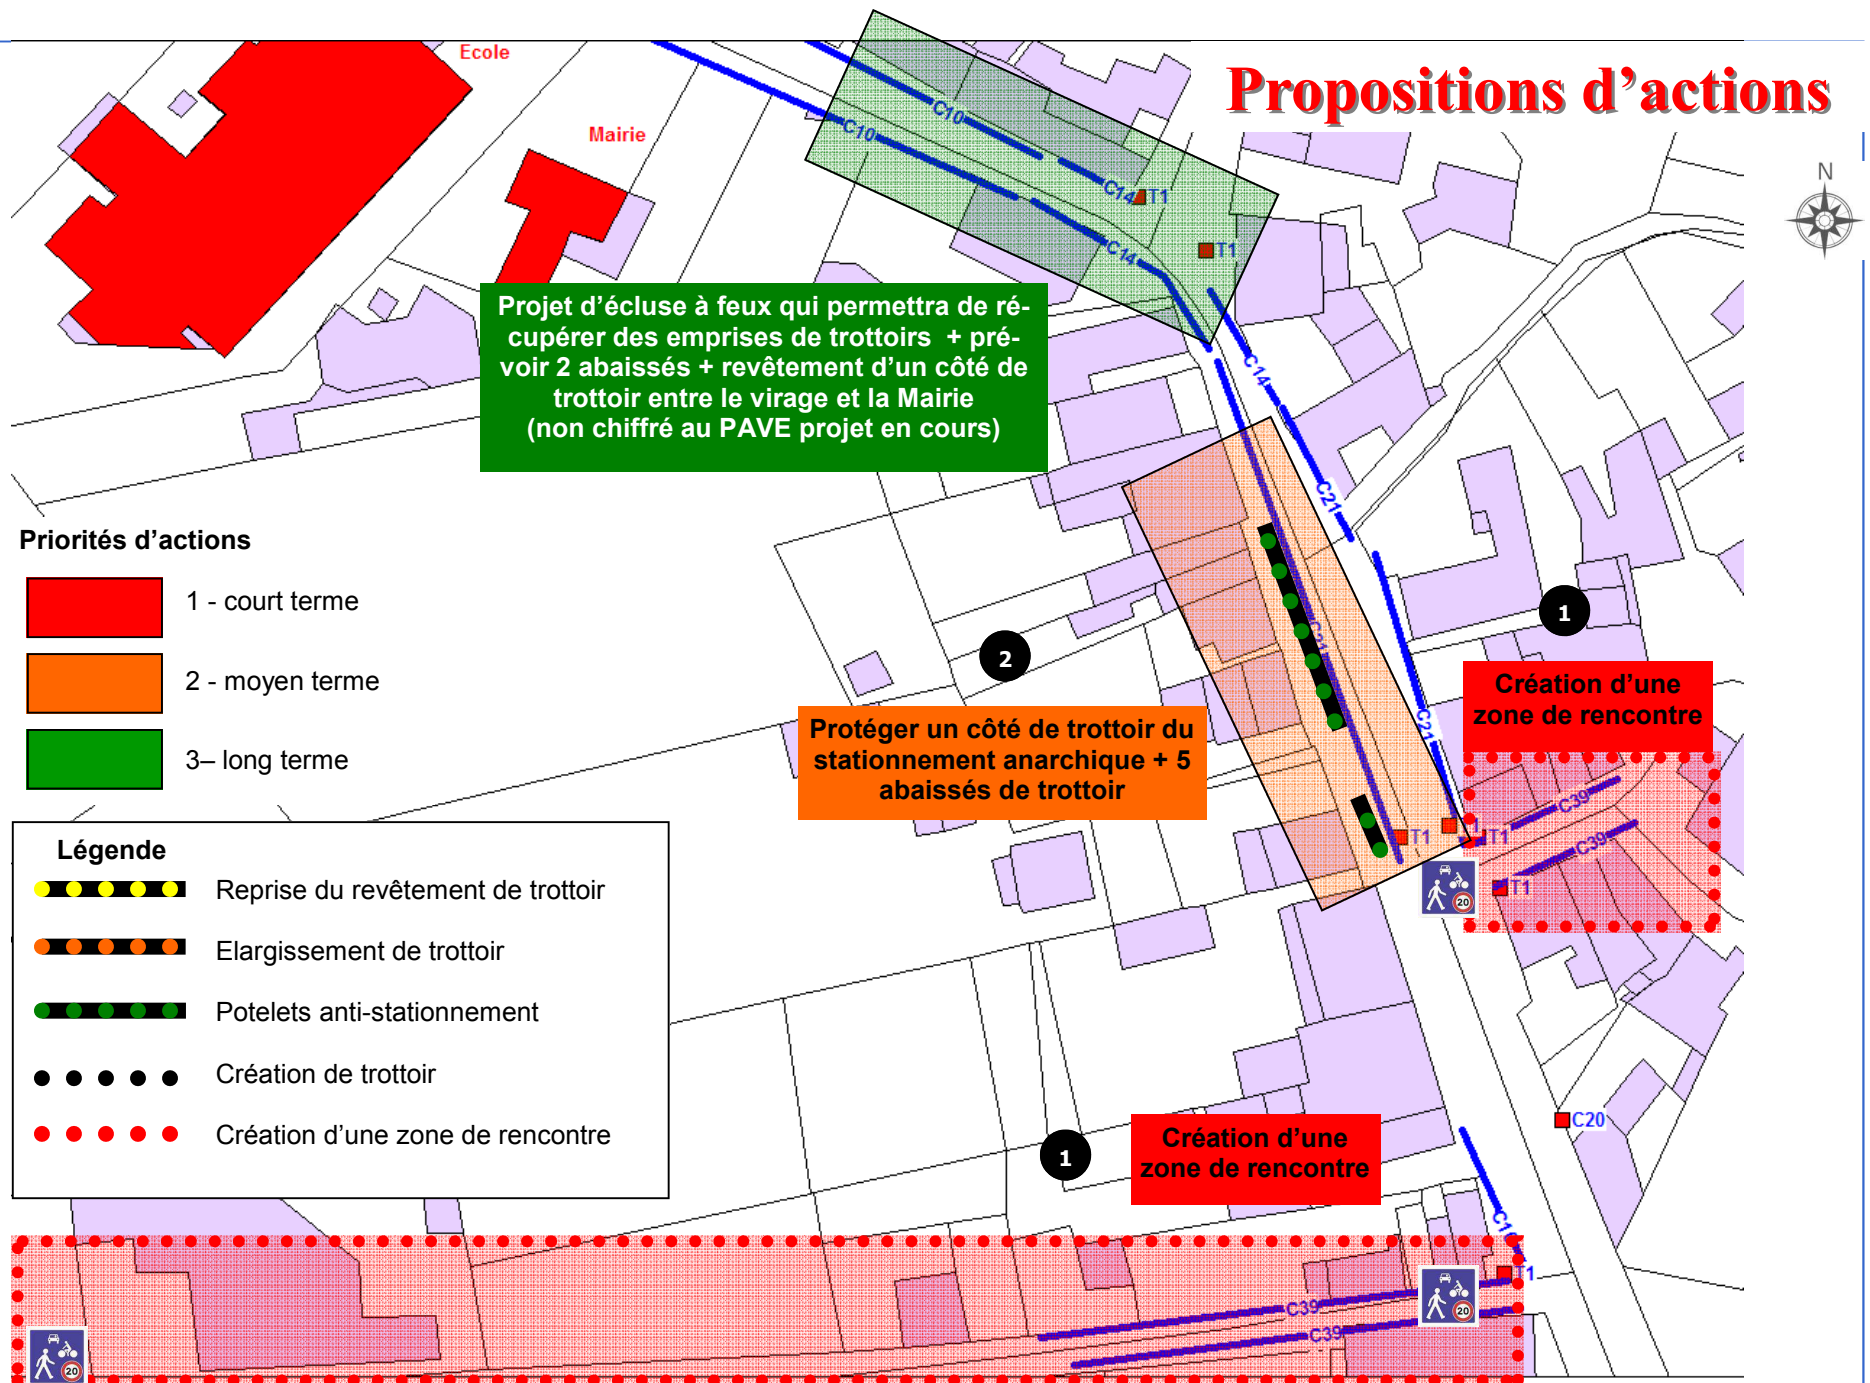 Propositions d'actions
Ecole
Mairie
N
C10
C10
C14
T1
C14
T1
Projet d'écluse à feux qui permettra de ré-
cupérer des emprises de trottoirs + pré-
voir 2 abaissés + revêtement d'un côté de
trottoir entre le virage et la Mairie
(non chiffré au PAVE projet en cours)
C14
C21
Priorités d'actions
1 - court terme
2 - moyen terme
3– long terme
1
2
C21
C21
Création d'une
zone de rencontre
Protéger un côté de trottoir du
stationnement anarchique + 5
abaissés de trottoir
C39
C39
T1
T1
T1
20
Légende
Reprise du revêtement de trottoir
Elargissement de trottoir
Potelets anti-stationnement
Création de trottoir
Création d'une zone de rencontre
C20
1
Création d'une
zone de rencontre
T1
C39
C39
20
20